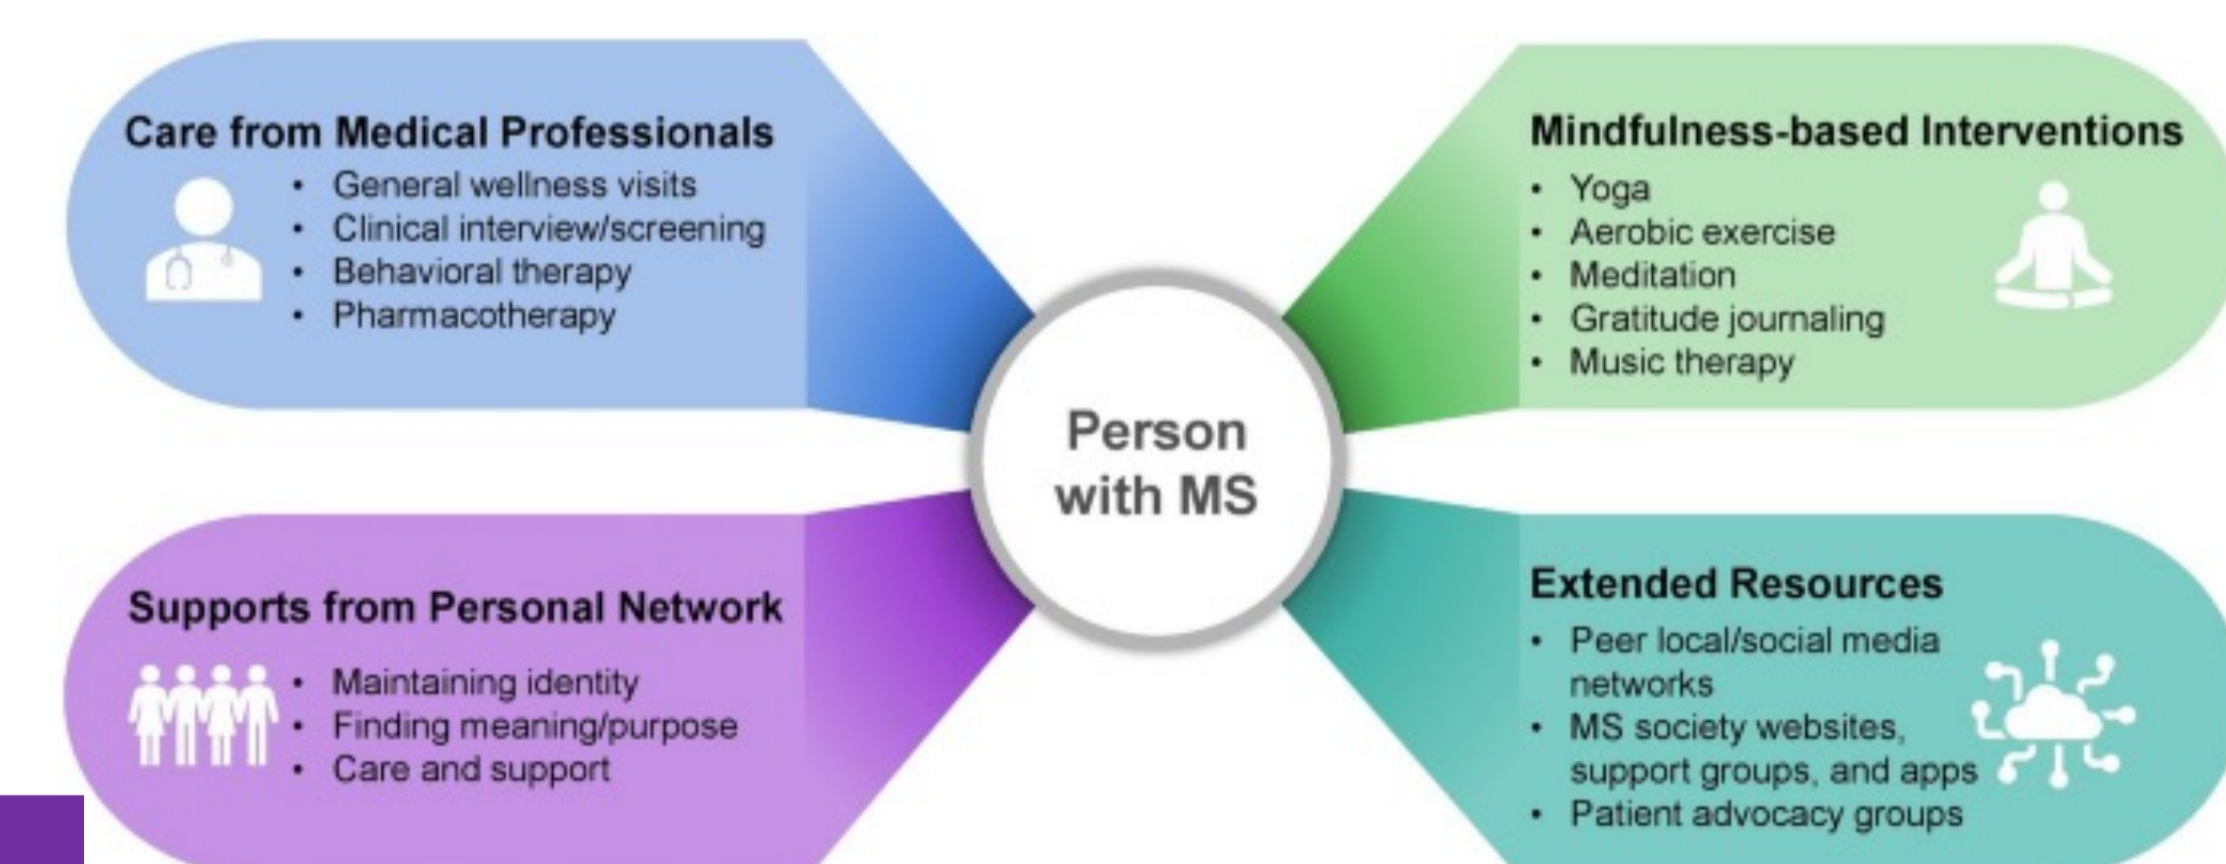 Care from Medical Professionals
• General wellness visits
• Clinical interview/screening
• Behavioral therapy
• Pharmacotherapy
Mindfulness-based Interventions
• Yoga
• Aerobic exercise
• Meditation
• Gratitude journaling
• Music therapy
Person
with MS
Supports from Personal Network
• Maintaining identity
• Finding meaning/purpose
• Care and support
Extended Resources
• Peer local/social media
networks
• MS society websites,
support groups, and apps
• Patient advocacy groups